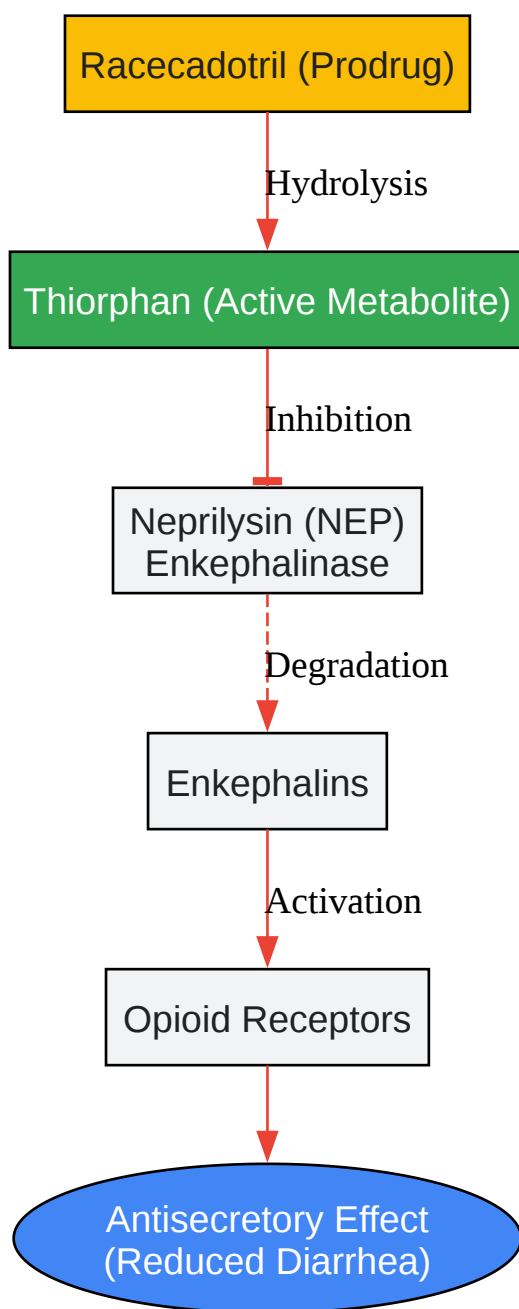 Racecadotril (Prodrug)
Hydrolysis
Thiorphan (Active Metabolite)
Inhibition
Neprilysin (NEP)
Enkephalinase
Degradation
Enkephalins
Activation
Opioid Receptors
Antisecretory Effect
(Reduced Diarrhea)